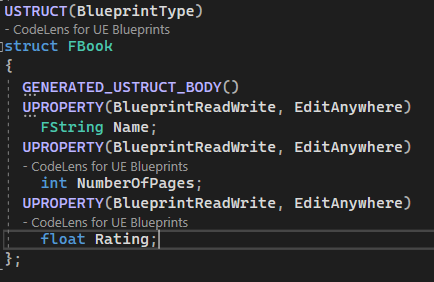 USTRUCT(BlueprintType)
- CodeLens for UE Blueprints
struct FBook
{
GENERATED_USTRUCT_BODY()
UPROPERTY(BlueprintReadWrite, EditAnywhere)
FString Name;
UPROPERTY(BlueprintReadWrite, EditAnywhere)
- CodeLens for UE Blueprints
int NumberOfPages;
UPROPERTY(BlueprintReadWrite, EditAnywhere)
- CodeLens for UE Blueprints
float Rating;
};